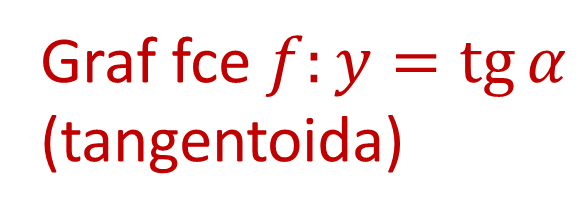 Graf fce f: y = tg α
(tangentoida)